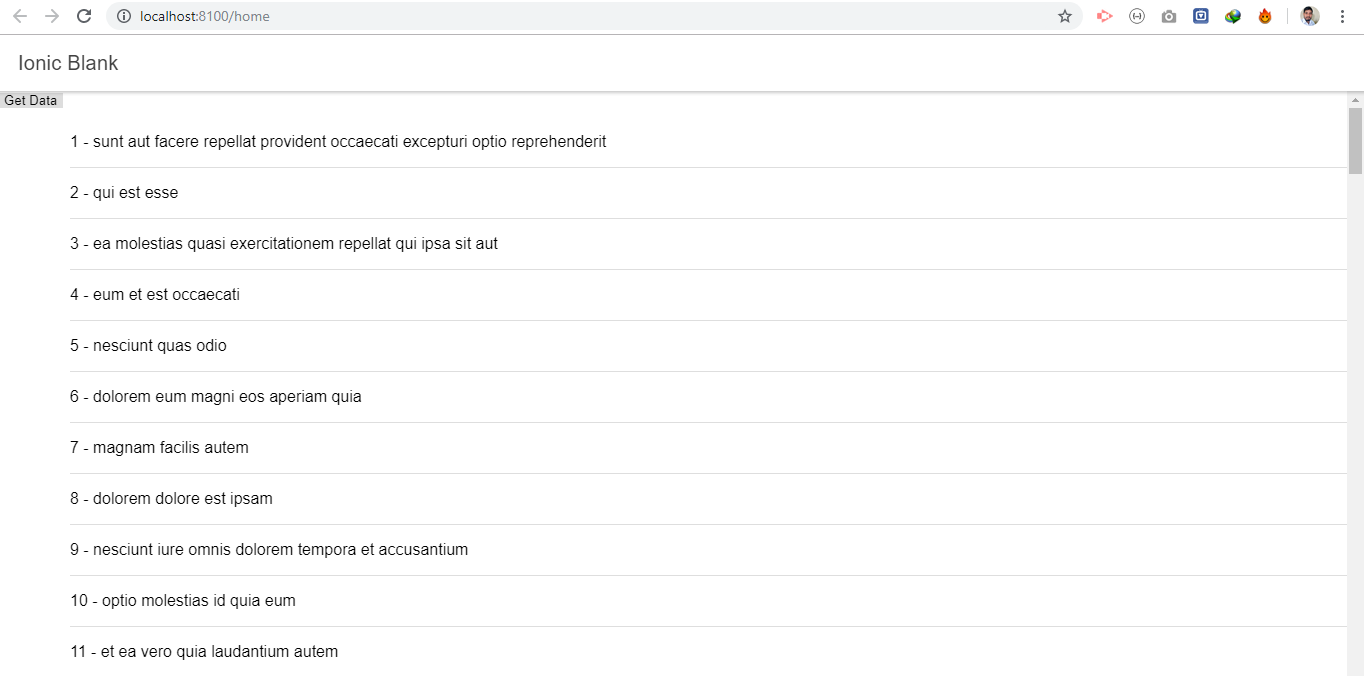 localhost:8100/home
Ionic Blank
Get Data
1 - sunt aut facere repellat provident occaecati excepturi optio reprehenderit
2 - qui est esse
3 - ea molestias quasi exercitationem repellat qui ipsa sit aut
4 - eum et est occaecati
5 - nesciunt quas odio
6 - dolorem eum magni eos aperiam quia
7 - magnam facilis autem
8 - dolorem dolore est ipsam
9 - nesciunt iure omnis dolorem tempora et accusantium
10 - optio molestias id quia eum
11 - et ea vero quia laudantium autem